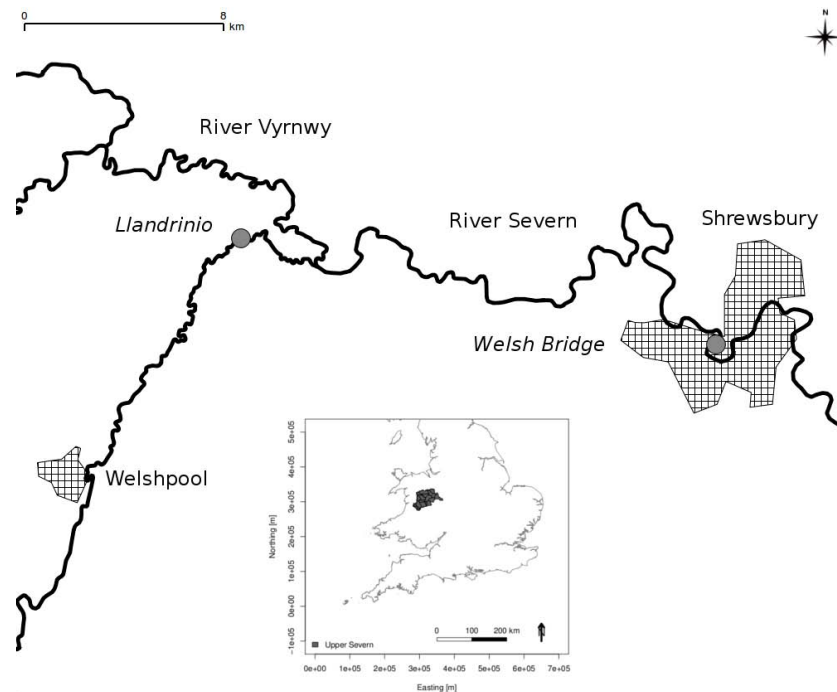 0 8
km
N
River Vyrnwy
Llandrinio
River Severn
Shrewsbury
Welsh Bridge
Welshpool
5e+05
4e+05
3e+05
2e+05
1e+05
0e+00
−1e+05
Northing [m]
0 100 200 km
Upper Severn
0e+00 1e+05 2e+05 3e+05 4e+05 5e+05 6e+05 7e+05
Easting [m]